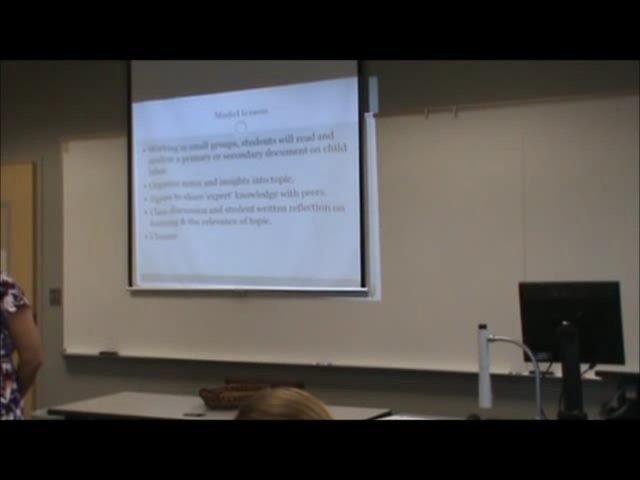 Model lesson
• Working in small groups, students will read and
analyze a primary or secondary document on child
labor.
• Organize notes and insights into topic.
• Jigsaw to share 'expert' knowledge with peers.
• Class discussion and student written reflection on
learning & the relevance of topic.
• Closure